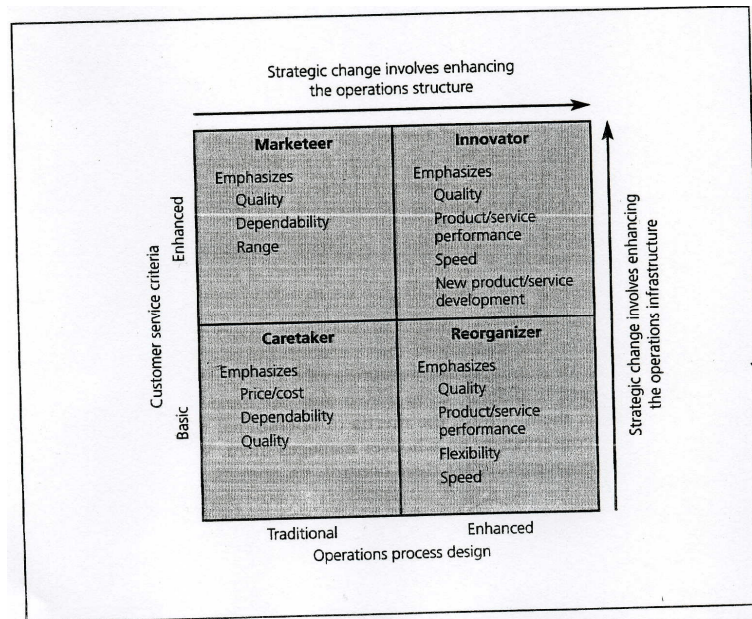 Strategic change involves enhancing
the operations structure
Marketeer
Emphasizes
Quality
Dependability
Range
Innovator
Emphasizes
Quality
Product/service
performance
Speed
New product/service
development
Caretaker
Emphasizes
Price/cost
Dependability
Quality
Reorganizer
Emphasizes
Quality
Product/service
performance
Flexibility
Speed
Customer service criteria
Enhanced
Basic
Strategic change involves enhancing
the operations infrastructure
Traditional
Enhanced
Operations process design